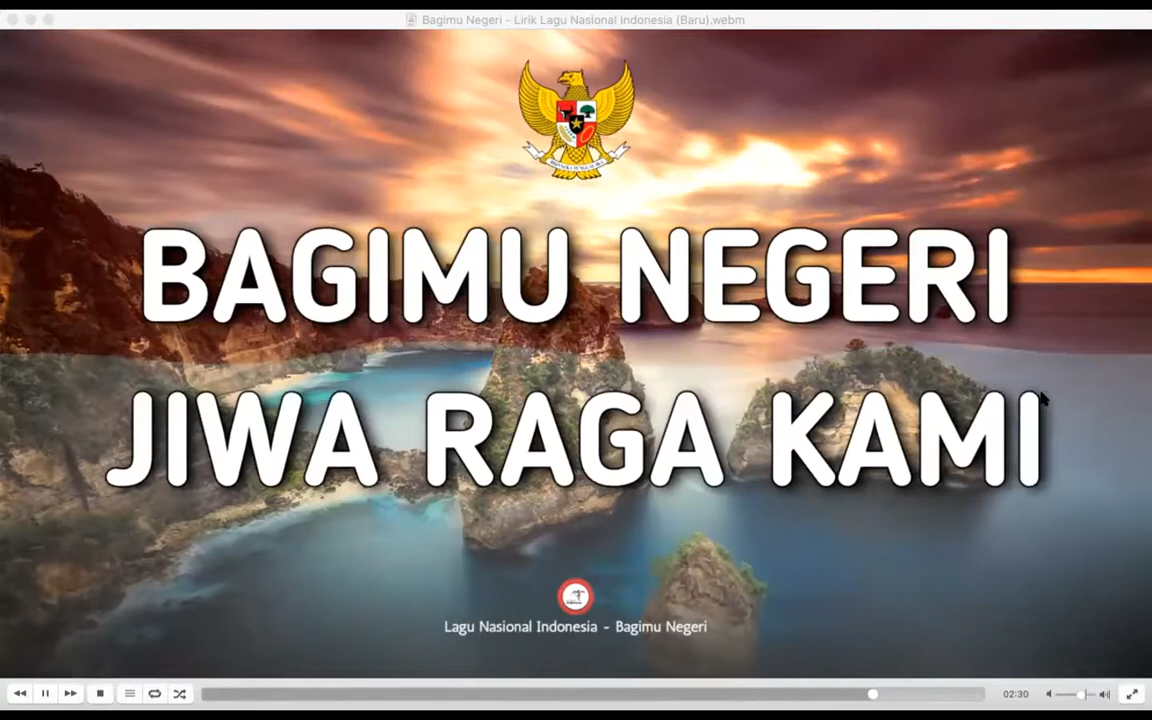 Bagimu Negeri - Lirik Lagu Nasional Indonesia (Baru).webm
BAGIMU NEGERI
JIWA RAGA KAMI
Lagu Nasional Indonesia - Bagimu Negeri
02:30